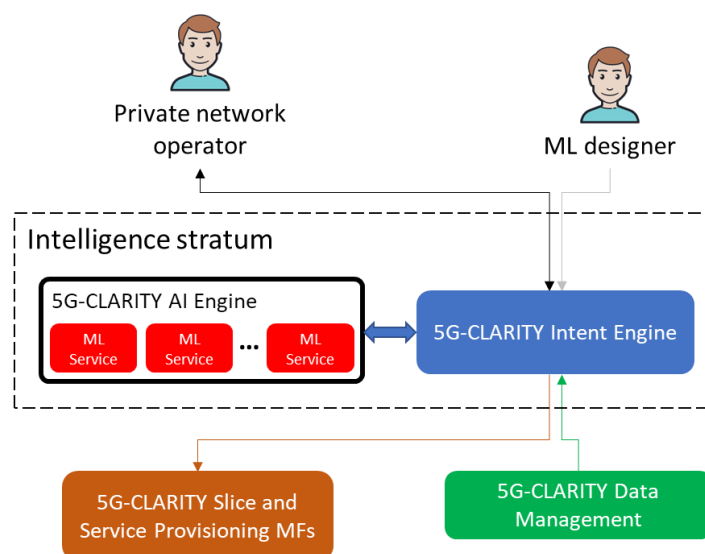 Private network
operator
ML designer
Intelligence stratum
5G-CLARITY AI Engine
ML
Service
ML
Service
...
ML
Service
5G-CLARITY Intent Engine
5G-CLARITY Slice and
Service Provisioning MFs
5G-CLARITY Data
Management